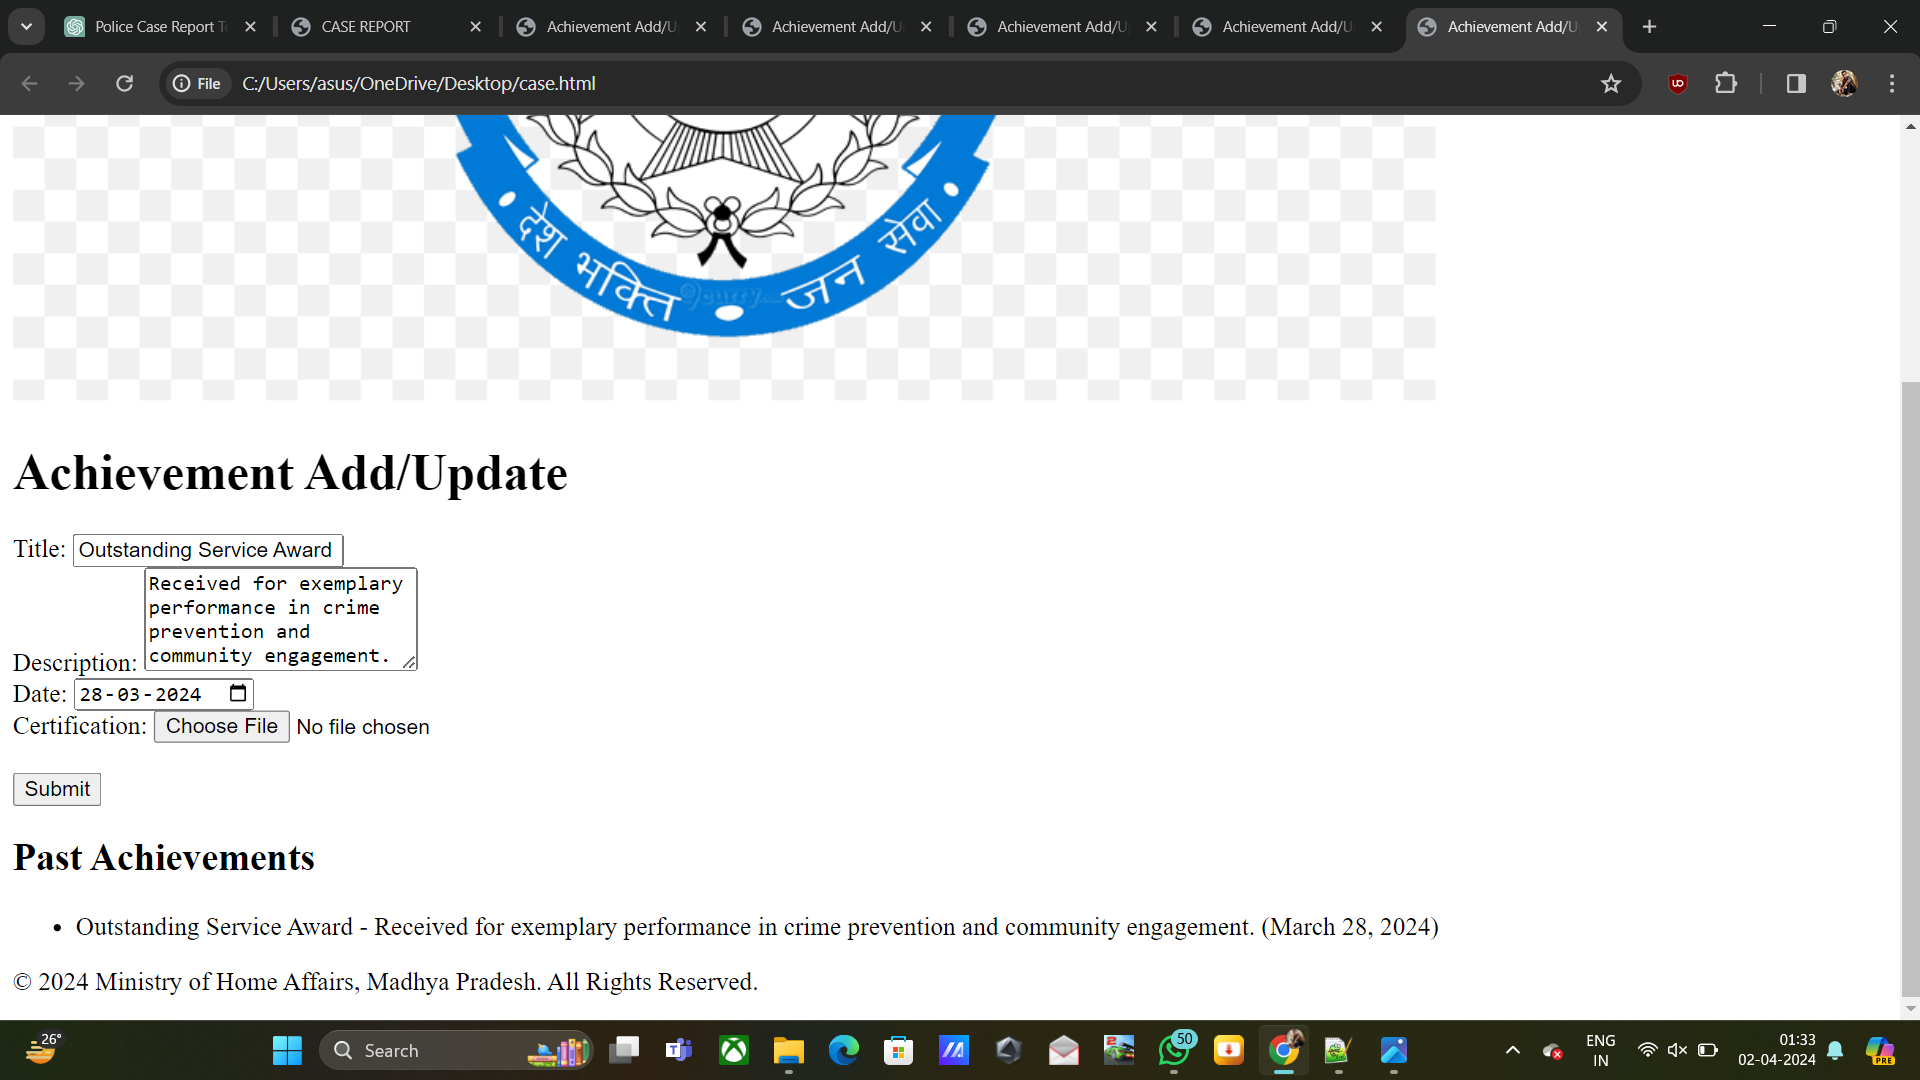 Police Case Report T
CASE REPORT
Achievement Add/U
Achievement Add/U
Achievement Add/U
Achievement Add/U
Achievement Add/U
File
C:/Users/asus/OneDrive/Desktop/case.html
देश भक्ति जन सेवा
Achievement Add/Update
Title: Outstanding Service Award
Received for exemplary
performance in crime
prevention and
community engagement.
Description:
Date: 28-03-2024
Certification: Choose File No file chosen
Submit
Past Achievements
• Outstanding Service Award - Received for exemplary performance in crime prevention and community engagement. (March 28, 2024)
© 2024 Ministry of Home Affairs, Madhya Pradesh. All Rights Reserved.
26°
Search
50
ENG
IN
01:33
02-04-2024
PRE